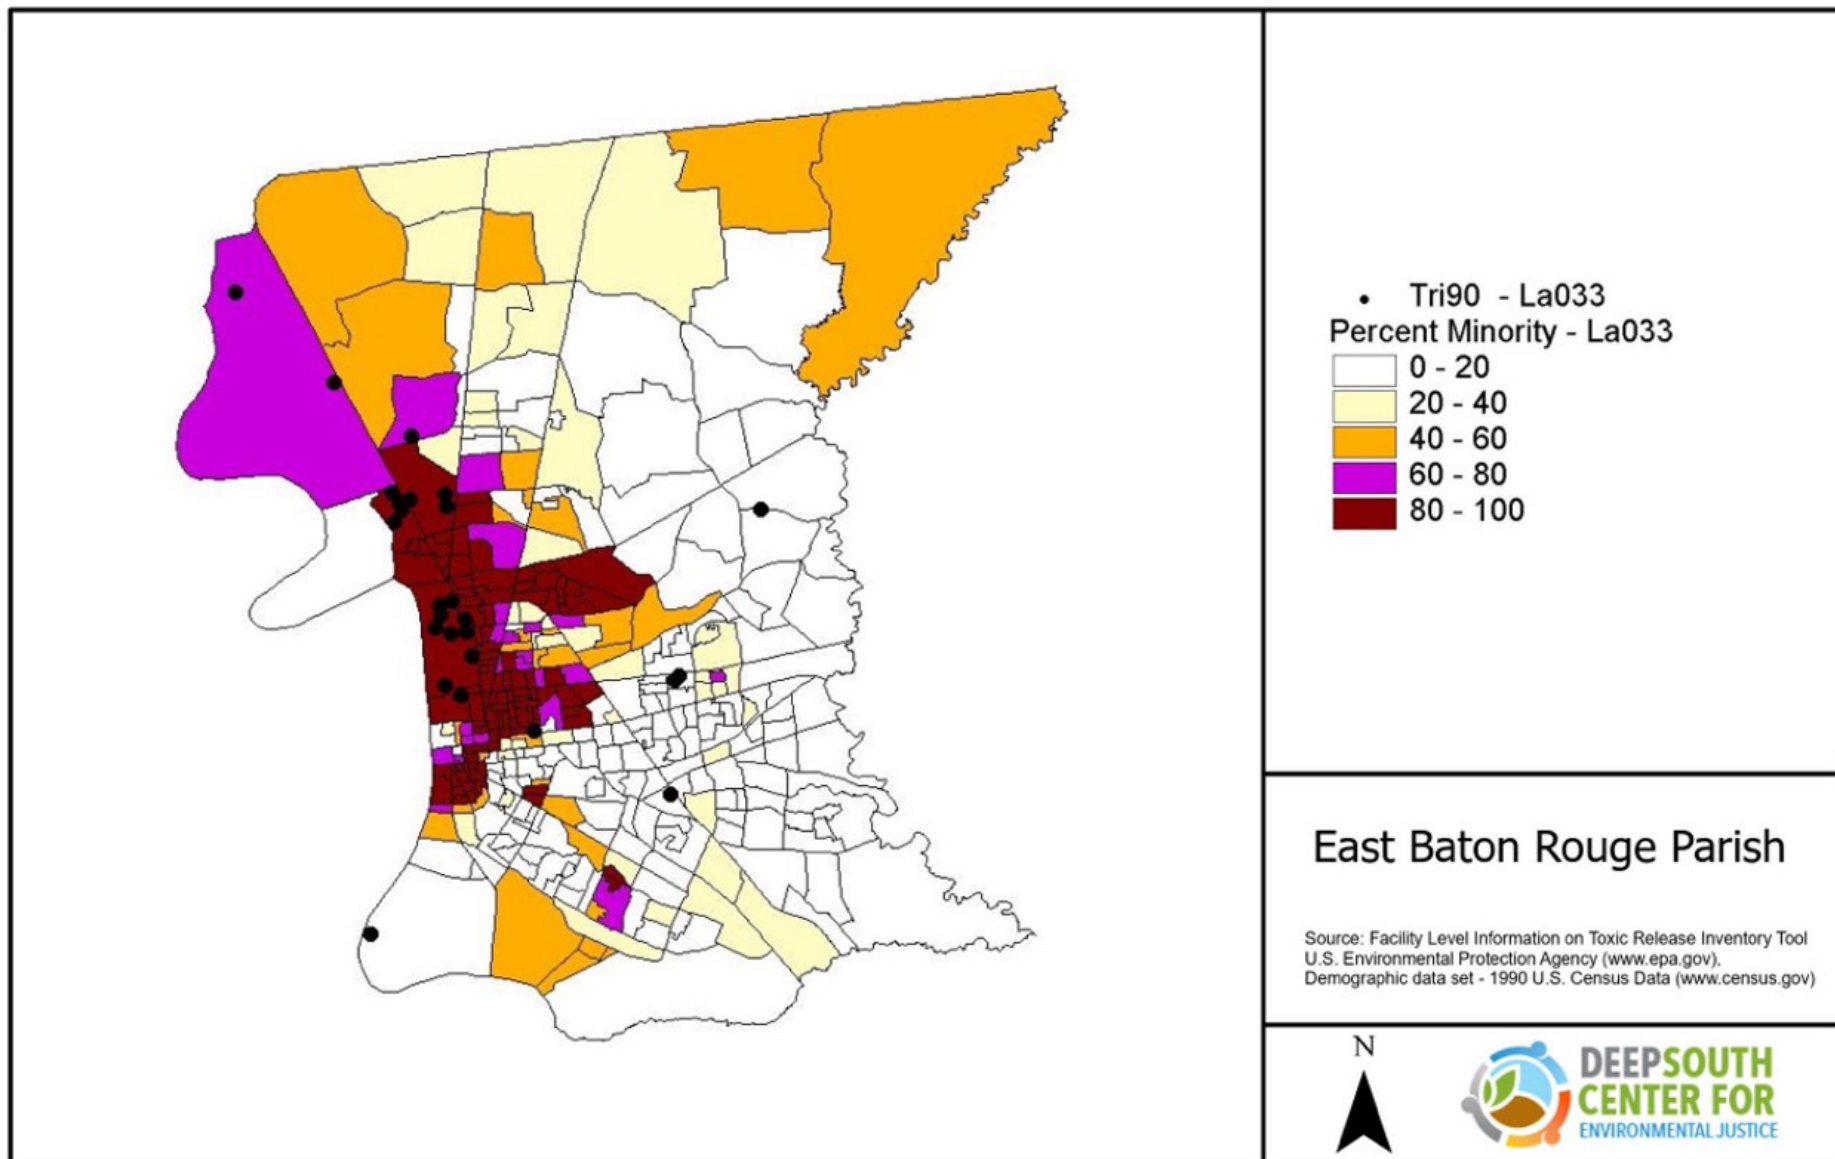 Tri90 - La033
Percent Minority - La033
0 - 20
20 - 40
40 - 60
60 - 80
80 - 100
East Baton Rouge Parish
Source: Facility Level Information on Toxic Release Inventory Tool
U.S. Environmental Protection Agency (www.epa.gov),
Demographic data set - 1990 U.S. Census Data (www.census.gov)
N
DEEPSOUTH
CENTER FOR
ENVIRONMENTAL JUSTICE